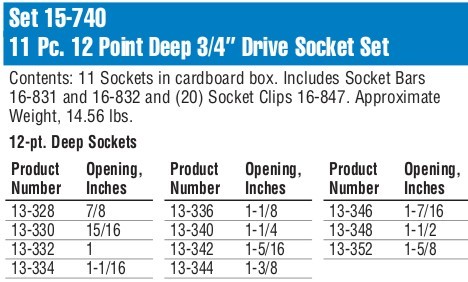 Set 15-740
11 Pc. 12 Point Deep 3/4” Drive Socket Set
Contents: 11 Sockets in cardboard box. Includes Socket Bars
16-831 and 16-832 and (20) Socket Clips 16-847. Approximate
Weight, 14.56 lbs.
12-pt. Deep Sockets
Product Opening, Product Opening, Product Opening,
Number Inches Number Inches Number Inches
13-328 7/8 13-336 1-1/8 13-346 1-7/16
13-330 15/16 13-340 1-1/4 13-348 1-1/2
13-332 1 13-342 1-5/16 13-352 1-5/8
13-334 1-1/16 13-344 1-3/8